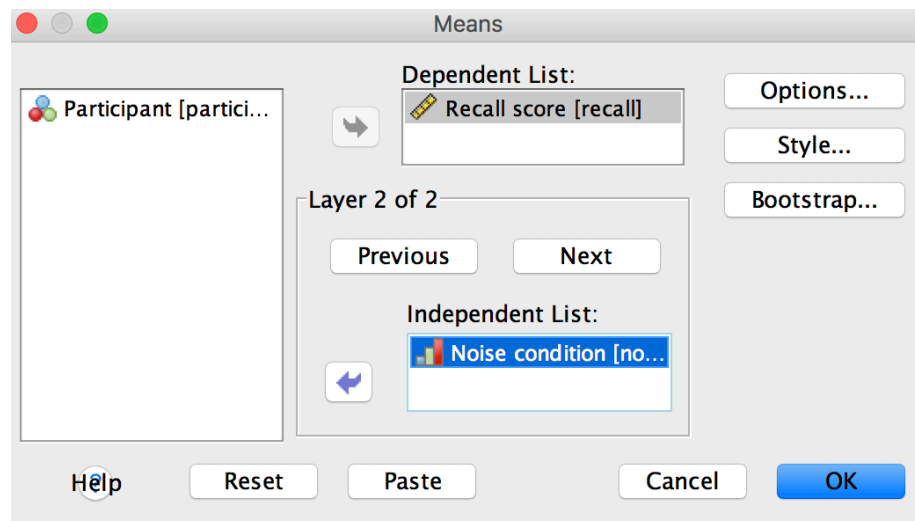 Means
Participant [partici...
Dependent List:
Recall score [recall]
Options...
Style...
Bootstrap...
Layer 2 of 2
Previous
Next
Independent List:
Noise condition [no...
Help
Reset
Paste
Cancel
OK